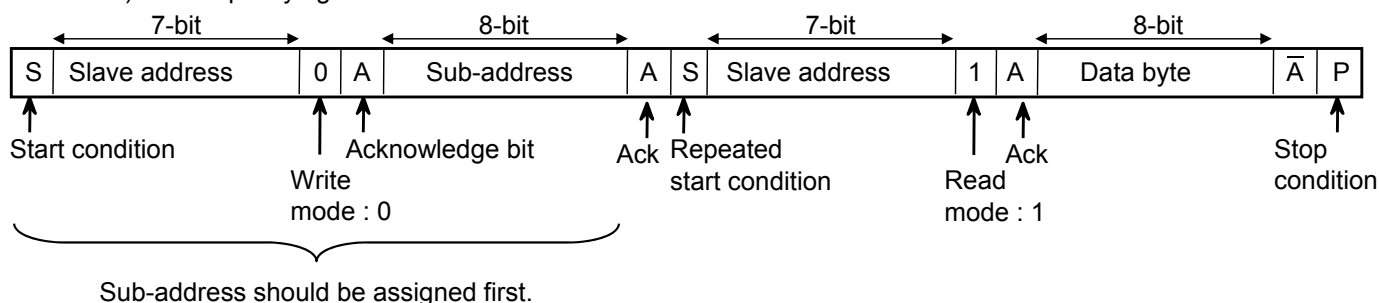 7-bit 8-bit 7-bit 8-bit
S Slave address 0 A Sub-address A S Slave address 1 A Data byte A̅ P
Start condition
Write
mode : 0
Acknowledge bit
Ack
Repeated
start condition
Read
mode : 1
Ack
Stop
condition
Sub-address should be assigned first.